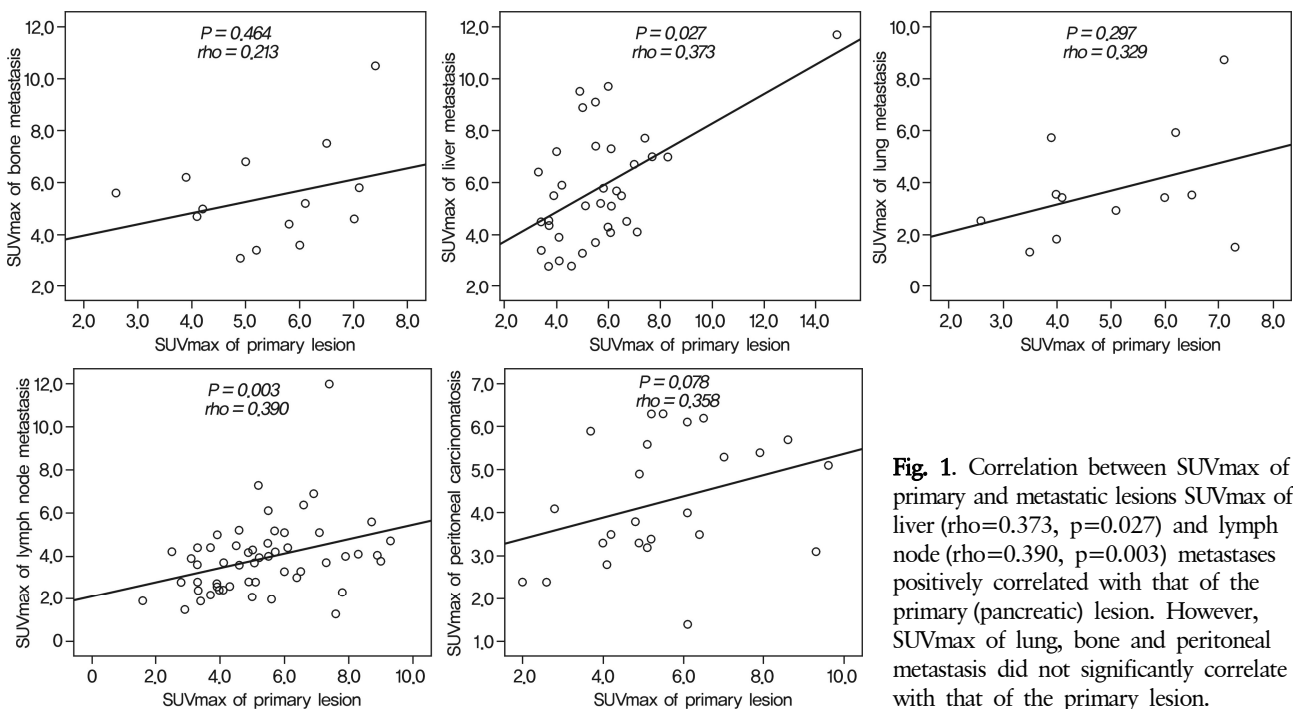 P = 0.464
rho = 0.213
SUVmax of bone metastasis
12.0
10.0
8.0
6.0
4.0
2.0
2.0 3.0 4.0 5.0 6.0 7.0 8.0
SUVmax of primary lesion
P = 0.027
rho = 0.373
SUVmax of liver metastasis
12.0
10.0
8.0
6.0
4.0
2.0
2.0 4.0 6.0 8.0 10.0 12.0 14.0
SUVmax of primary lesion
P = 0.297
rho = 0.329
SUVmax of lung metastasis
10.0
8.0
6.0
4.0
2.0
0
2.0 3.0 4.0 5.0 6.0 7.0 8.0
SUVmax of primary lesion
P = 0.003
rho = 0.390
SUVmax of lymph node metastasis
12.0
10.0
8.0
6.0
4.0
2.0
0
0 2.0 4.0 6.0 8.0 10.0
SUVmax of primary lesion
P = 0.078
rho = 0.358
SUVmax of peritoneal carcinomatosis
7.0
6.0
5.0
4.0
3.0
2.0
1.0
2.0 4.0 6.0 8.0 10.0
SUVmax of primary lesion
Fig. 1. Correlation between SUVmax of
primary and metastatic lesions SUVmax of
liver (rho=0.373, p=0.027) and lymph
node (rho=0.390, p=0.003) metastases
positively correlated with that of the
primary (pancreatic) lesion. However,
SUVmax of lung, bone and peritoneal
metastasis did not significantly correlate
with that of the primary lesion.